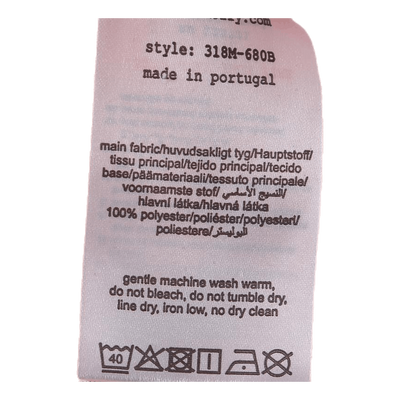 style: 318M-680B
made in portugal
main fabric/huvudsakligt tyg/Hauptstoff/
tissu principal/tejido principal/tecido
base/päämateriaali/tessuto principale/
voornaamste stof/النسيج الأساسي/
hlavní látka/hlavná látka
100% polyester/poliéster/polyesteri/
poliestere/البوليستر
gentle machine wash warm,
do not bleach, do not tumble dry,
line dry, iron low, no dry clean
40